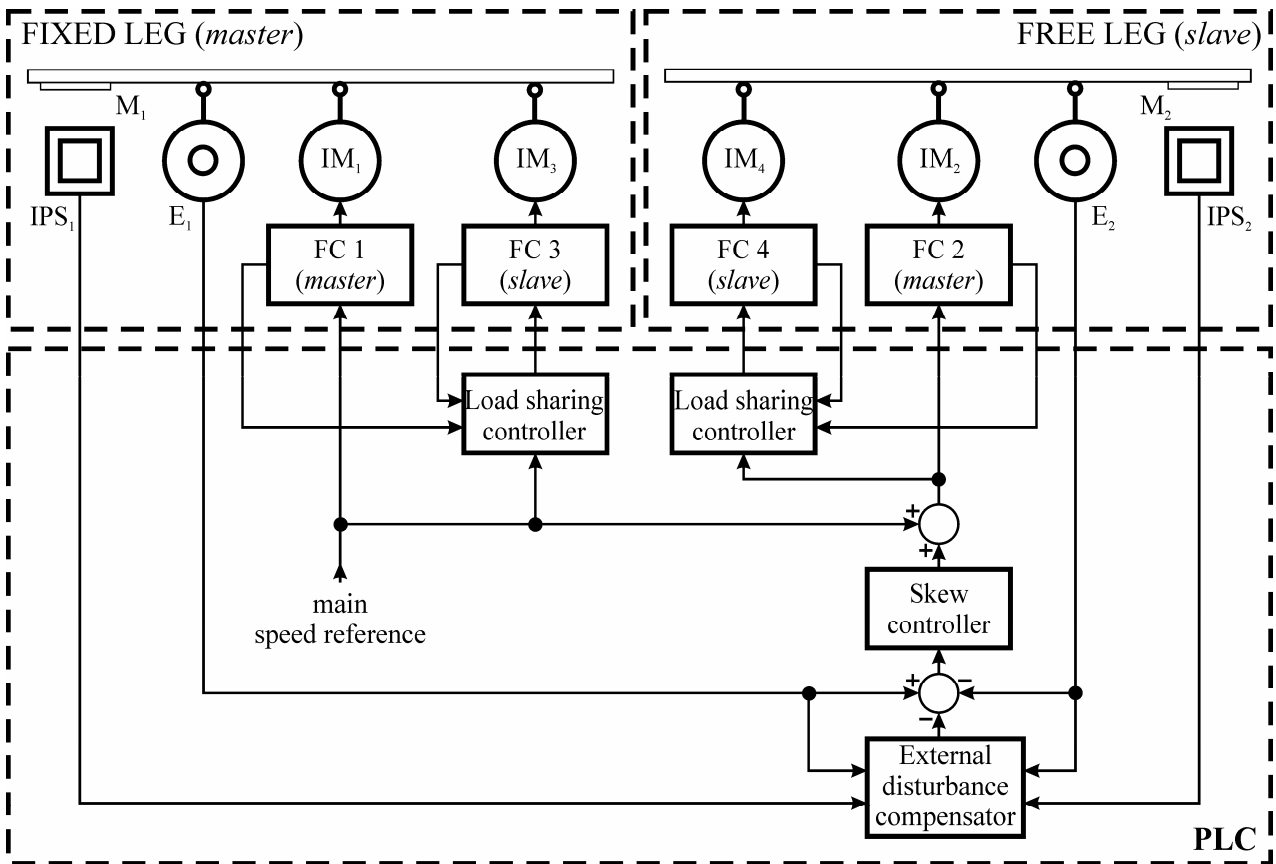 FIXED LEG (master)
FREE LEG (slave)
M₁
M₂
IM₁
IM₃
IM₄
IM₂
IPS₁
E₁
E₂
IPS₂
FC 1
(master)
FC 3
(slave)
FC 4
(slave)
FC 2
(master)
Load sharing
controller
Load sharing
controller
+
+
main
speed reference
Skew
controller
+
−
−
External
disturbance
compensator
PLC